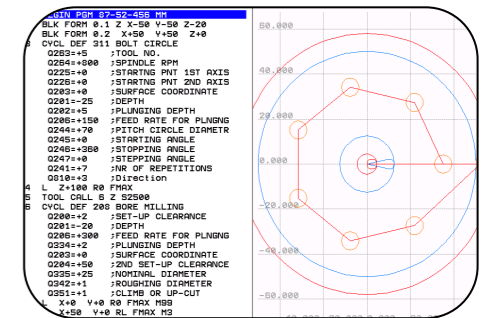 BEGIN PGM 87-52-456 MM
BLK FORM 0.1 Z X-50 Y-50 Z-20
BLK FORM 0.2 X+50 Y+50 Z+0
3 CYCL DEF 311 BOLT CIRCLE
Q263=+5 ;TOOL NO.
Q264=+800 ;SPINDLE RPM
Q225=+0 ;STARTNG PNT 1ST AXIS
Q226=+0 ;STARTNG PNT 2ND AXIS
Q203=+0 ;SURFACE COORDINATE
Q201=-25 ;DEPTH
Q202=+5 ;PLUNGING DEPTH
Q206=+150 ;FEED RATE FOR PLNGNG
Q244=+70 ;PITCH CIRCLE DIAMETR
Q245=+0 ;STARTING ANGLE
Q246=+360 ;STOPPING ANGLE
Q247=+0 ;STEPPING ANGLE
Q241=+7 ;NR OF REPETITIONS
Q810=+3 ;Direction
4 L Z+100 R0 FMAX
5 TOOL CALL 6 Z S2500
6 CYCL DEF 208 BORE MILLING
Q200=+2 ;SET-UP CLEARANCE
Q201=-20 ;DEPTH
Q206=+300 ;FEED RATE FOR PLNGNG
Q334=+2 ;PLUNGING DEPTH
Q203=+0 ;SURFACE COORDINATE
Q204=+50 ;2ND SET-UP CLEARANCE
Q335=+25 ;NOMINAL DIAMETER
Q342=+1 ;ROUGHING DIAMETER
Q351=+1 ;CLIMB OR UP-CUT
L X+0 Y+0 R0 FMAX M99
X+50 Y+0 RL FMAX M3
60.000
40.000
20.000
0.000
-20.000
-40.000
-60.000